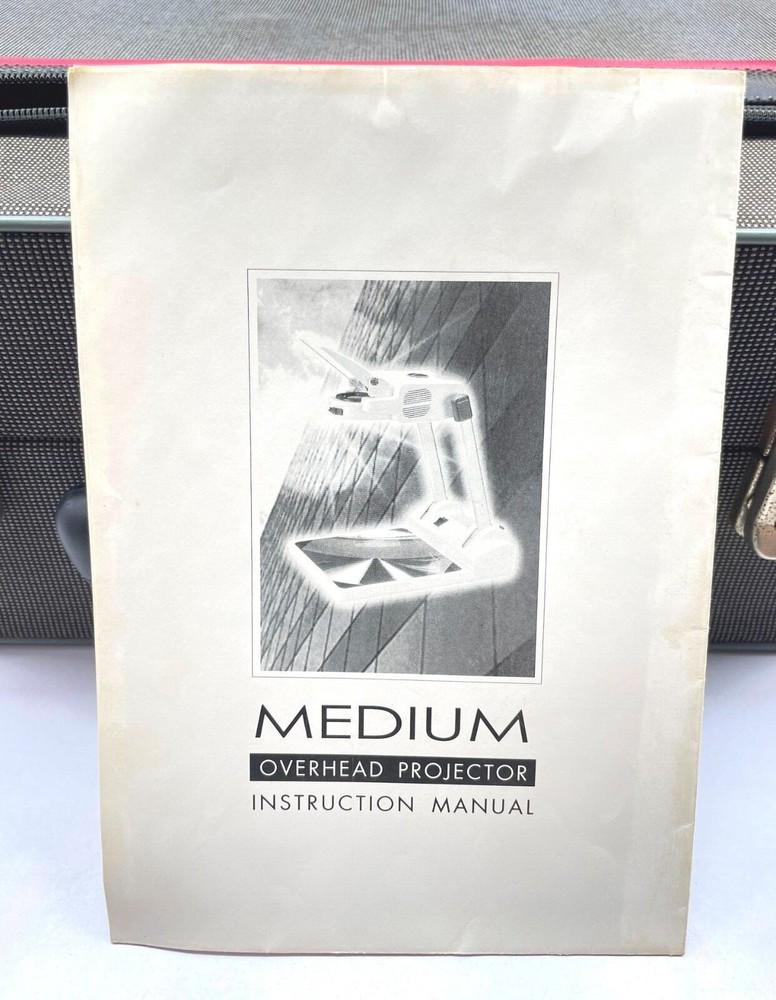 MEDIUM
OVERHEAD PROJECTOR
INSTRUCTION MANUAL